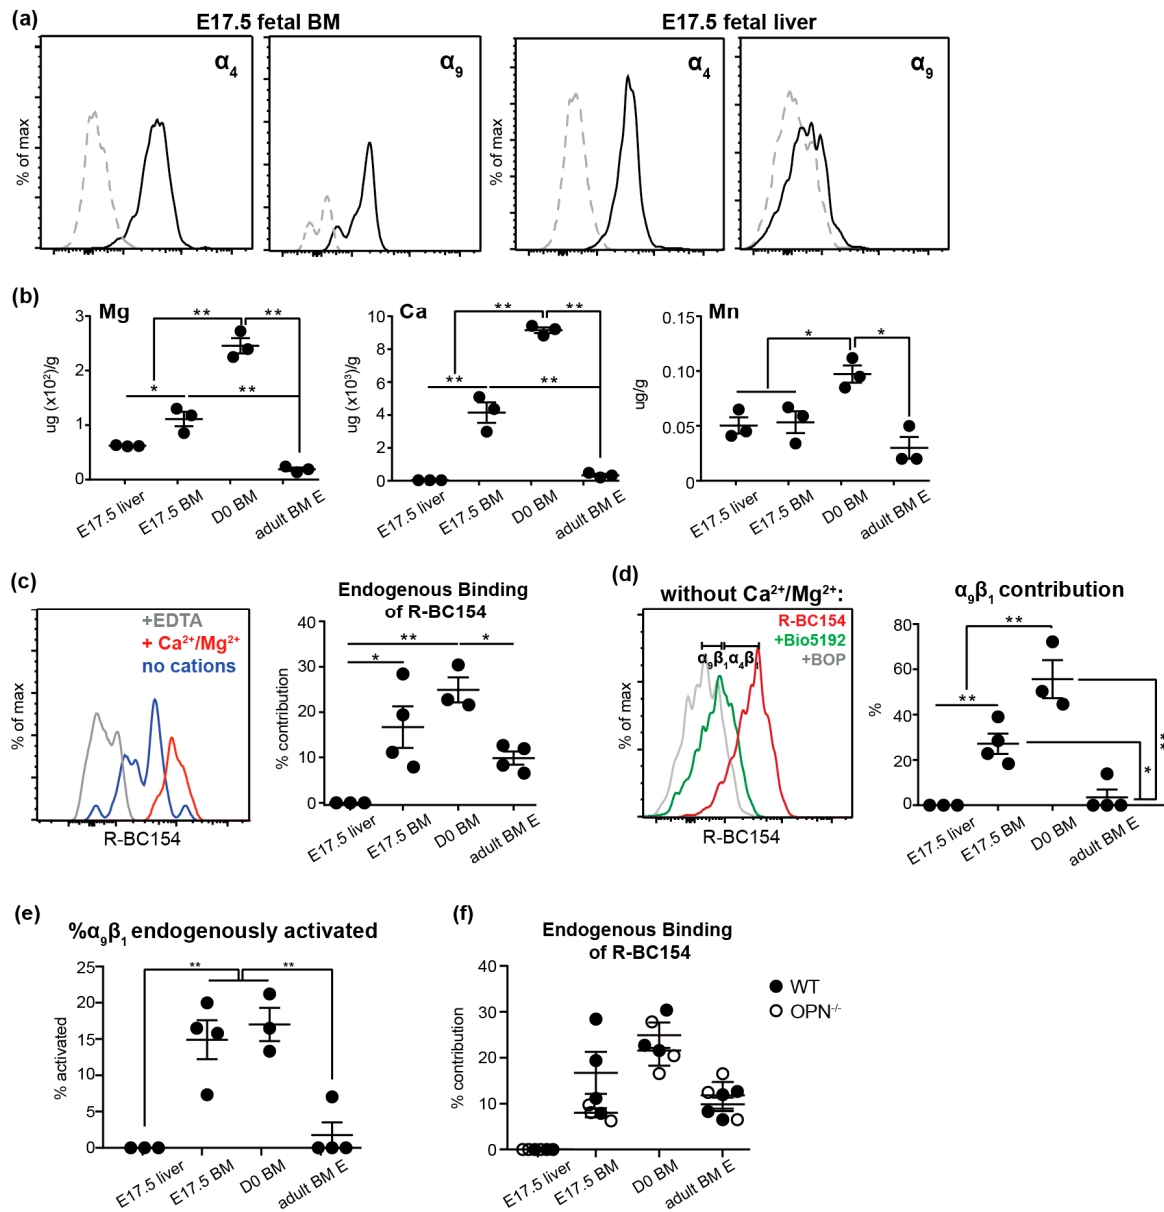 (a)
E17.5 fetal BM
E17.5 fetal liver
α4
α9
α4
α9
% of max
% of max
(b)
Mg
Ca
Mn
ug (x10²)/g
3
2
1
0
**
**
*
**
E17.5 liver
E17.5 BM
D0 BM
adult BM E
ug (x10³)/g
10
8
6
4
2
0
**
**
**
**
E17.5 liver
E17.5 BM
D0 BM
adult BM E
ug/g
0.15
0.10
0.05
0
*
*
E17.5 liver
E17.5 BM
D0 BM
adult BM E
(c)
+EDTA
+ Ca²⁺/Mg²⁺
no cations
% of max
R-BC154
Endogenous Binding
of R-BC154
% contribution
40
30
20
10
0
**
*
*
E17.5 liver
E17.5 BM
D0 BM
adult BM E
(d)
without Ca²⁺/Mg²⁺:
R-BC154
+Bio5192
+BOP
α9β1 α4β1
% of max
R-BC154
α9β1 contribution
%
80
60
40
20
0
**
**
**
*
E17.5 liver
E17.5 BM
D0 BM
adult BM E
(e)
%α9β1 endogenously activated
% activated
25
20
15
10
5
0
**
**
E17.5 liver
E17.5 BM
D0 BM
adult BM E
(f)
Endogenous Binding
of R-BC154
% contribution
40
30
20
10
0
WT
OPN⁻/⁻
E17.5 liver
E17.5 BM
D0 BM
adult BM E